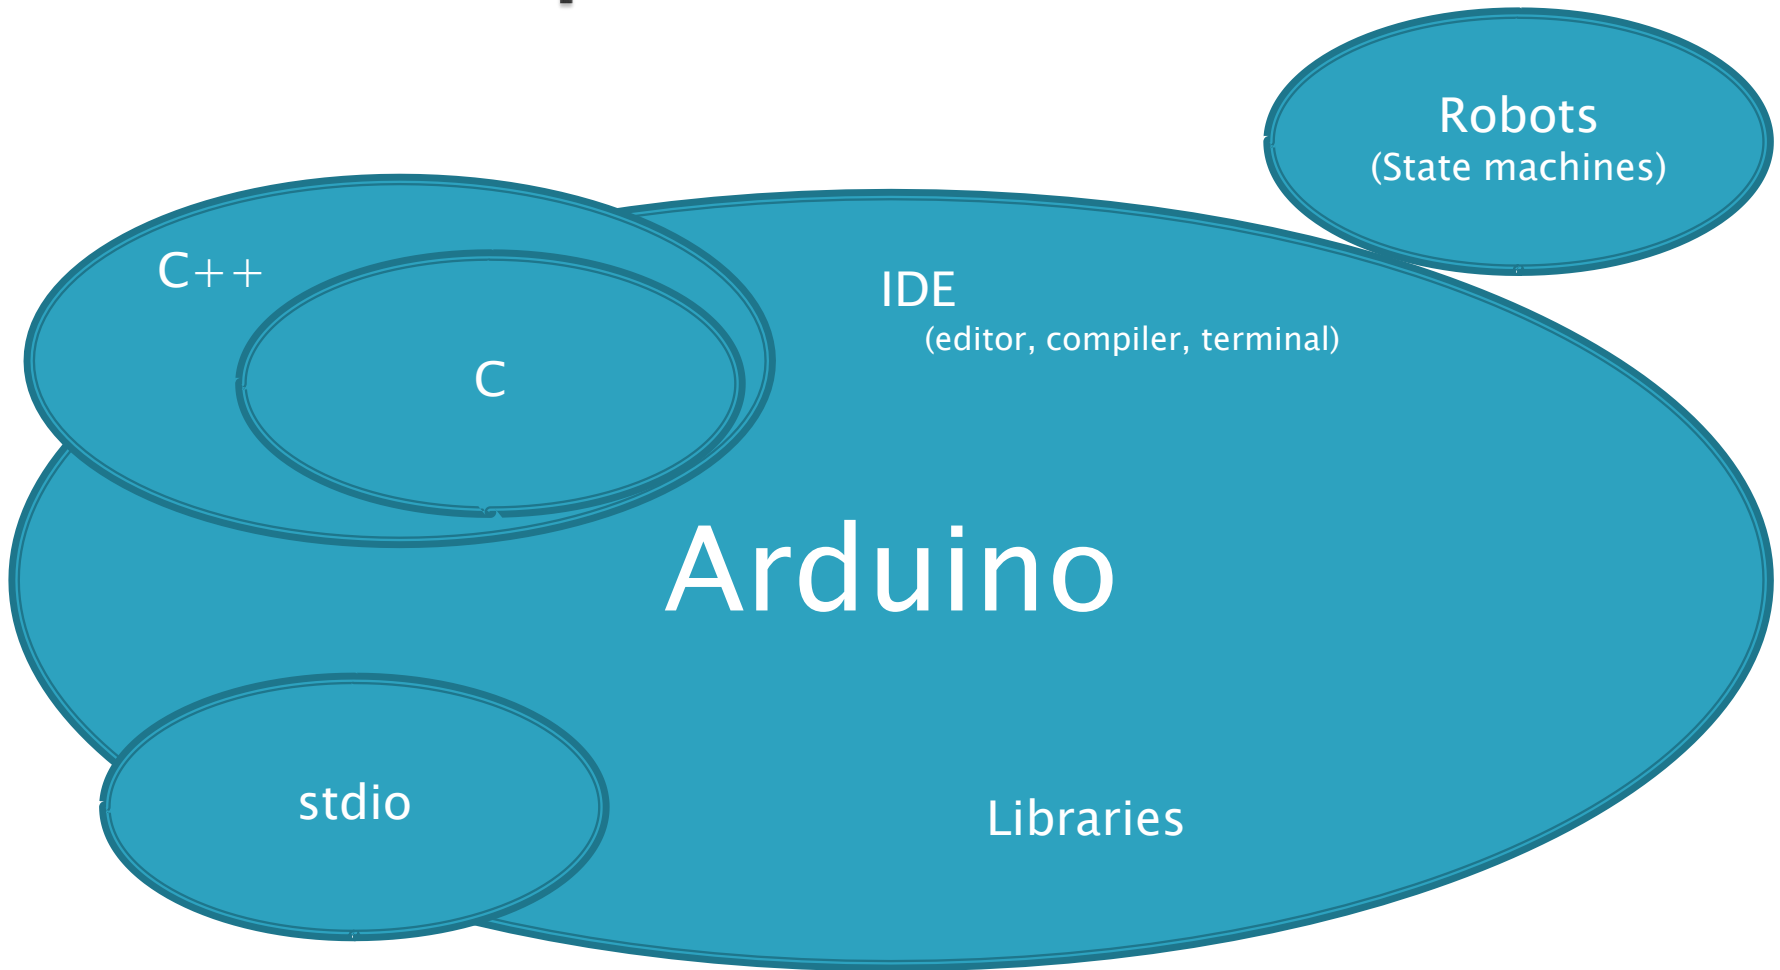 Robots
(State machines)
C++
IDE
(editor, compiler, terminal)
C
Arduino
stdio
Libraries